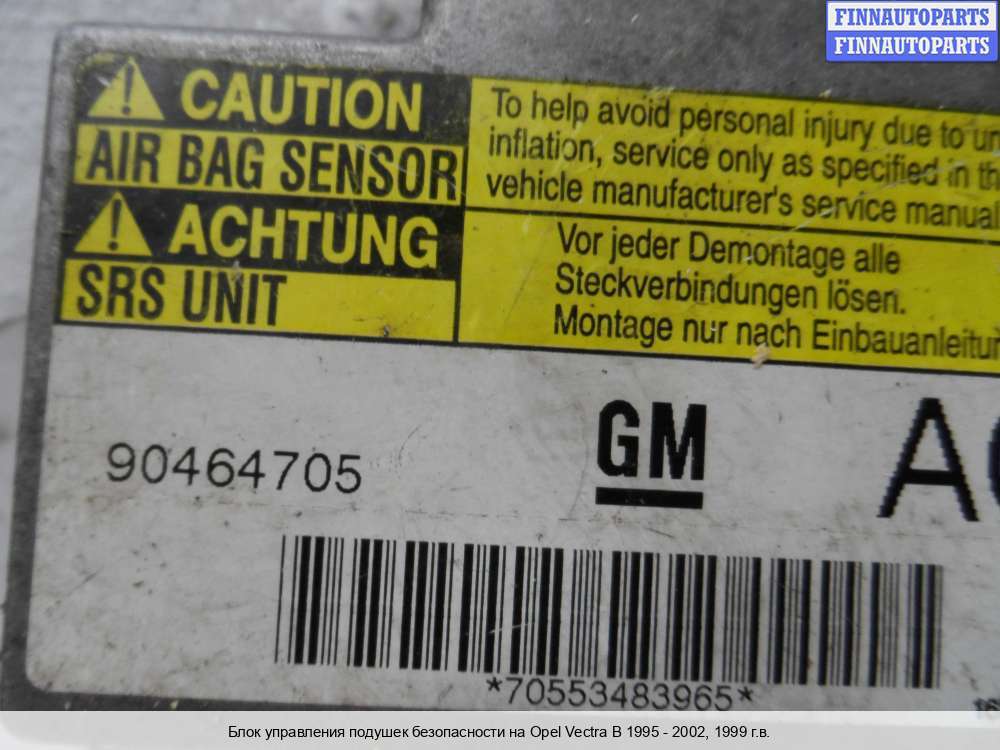 FINNAUTOPARTS
FINNAUTOPARTS
CAUTION
AIR BAG SENSOR
To help avoid personal injury due to
inflation, service only as specified in
vehicle manufacturer's service manual
ACHTUNG
SRS UNIT
Vor jeder Demontage alle
Steckverbindungen lösen.
Montage nur nach
90464705
GM
*70553483965*
Блок управления подушек безопасности на Opel Vectra B 1995 - 2002, 1999 г.в.